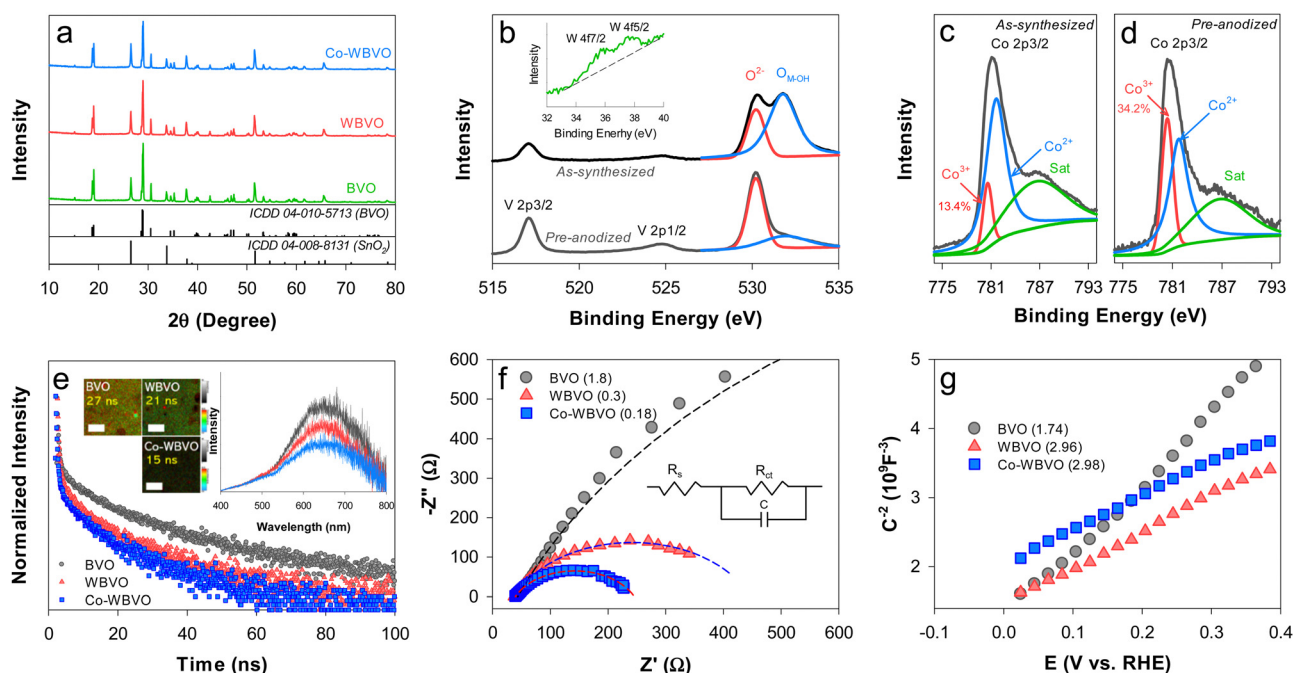 a
Intensity
Co-WBVO
WBVO
BVO
ICDD 04-010-5713 (BVO)
ICDD 04-008-8131 (SnO2)
10 20 30 40 50 60 70 80
2θ (Degree)
b
Intensity
Intensity
W 4f7/2
W 4f5/2
32 34 36 38 40
Binding Enerhy (eV)
O2-
OM-OH
As-synthesized
V 2p3/2
Pre-anodized
V 2p1/2
515 520 525 530 535
Binding Energy (eV)
Intensity
c
As-synthesized
Co 2p3/2
Co3+
13.4%
Co2+
Sat
775 781 787 793
d
Pre-anodized
Co 2p3/2
Co3+
34.2%
Co2+
Sat
775 781 787 793
Binding Energy (eV)
e
Normalized Intensity
BVO
27 ns
WBVO
21 ns
Co-WBVO
15 ns
Intensity
400 500 600 700 800
Wavelength (nm)
BVO
WBVO
Co-WBVO
0 20 40 60 80 100
Time (ns)
f
-Z'' (Ω)
600
500
400
300
200
100
0
BVO (1.8)
WBVO (0.3)
Co-WBVO (0.18)
Rs
Rct
C
0 100 200 300 400 500 600
Z' (Ω)
g
C-2 (10^9F-3)
5
4
3
2
BVO (1.74)
WBVO (2.96)
Co-WBVO (2.98)
-0.1 0.0 0.1 0.2 0.3 0.4
E (V vs. RHE)